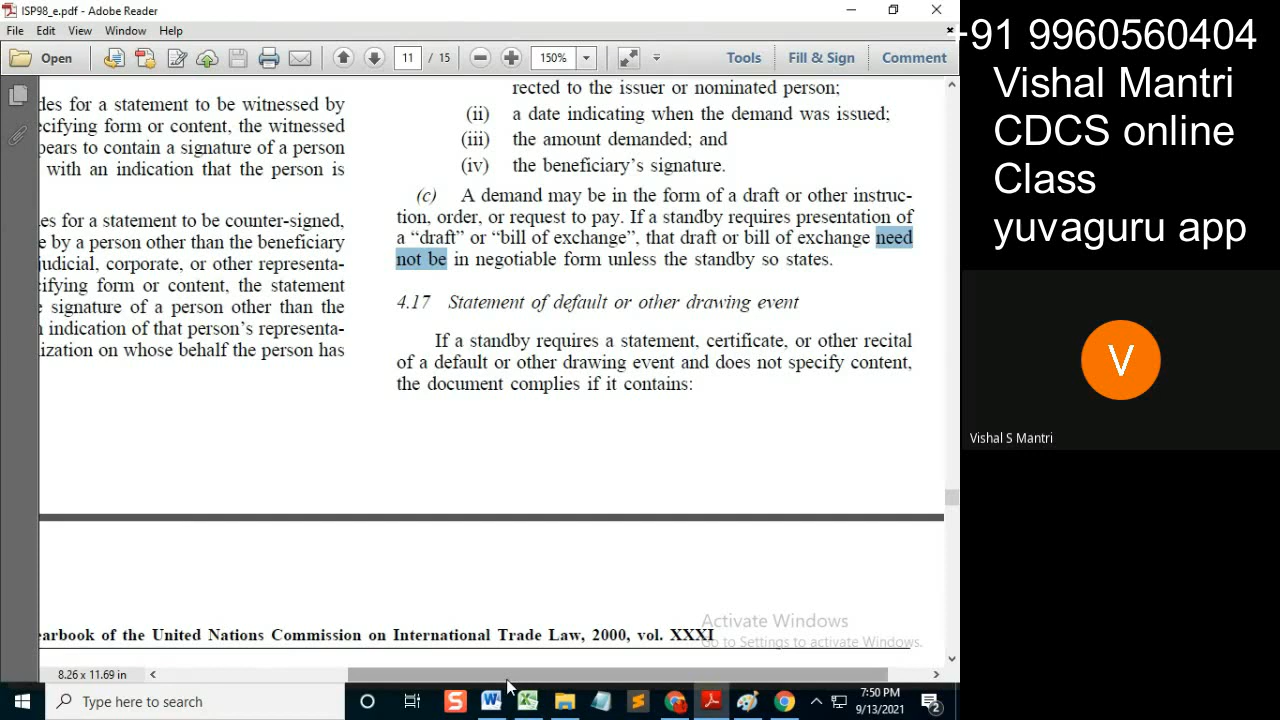 ISP98_e.pdf - Adobe Reader
File Edit View Window Help
Open
11 / 15
150%
Tools Fill & Sign Comment
des for a statement to be witnessed by
ecifying form or content, the witnessed
pears to contain a signature of a person
with an indication that the person is
es for a statement to be counter-signed,
e by a person other than the beneficiary
judicial, corporate, or other representa-
cifying form or content, the statement
e signature of a person other than the
n indication of that person's representa-
ization on whose behalf the person has
rected to the issuer or nominated person;
(ii) a date indicating when the demand was issued;
(iii) the amount demanded; and
(iv) the beneficiary's signature.
(c) A demand may be in the form of a draft or other instruc-
tion, order, or request to pay. If a standby requires presentation of
a “draft” or “bill of exchange”, that draft or bill of exchange need
not be in negotiable form unless the standby so states.
4.17 Statement of default or other drawing event
If a standby requires a statement, certificate, or other recital
of a default or other drawing event and does not specify content,
the document complies if it contains:
earbook of the United Nations Commission on International Trade Law, 2000, vol. XXXI
Activate Windows
Go to Settings to activate Windows.
8.26 x 11.69 in
Type here to search
7:50 PM
9/13/2021
2
+91 9960560404
Vishal Mantri
CDCS online
Class
yuvaguru app
V
Vishal S Mantri